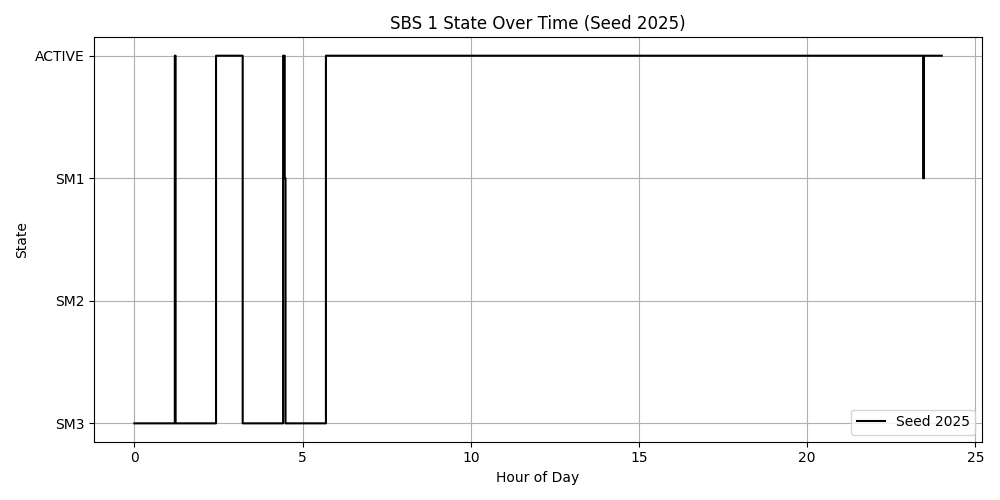 SBS 1 State Over Time (Seed 2025)
ACTIVE
SM1
SM2
SM3
State
0 5 10 15 20 25
Hour of Day
Seed 2025